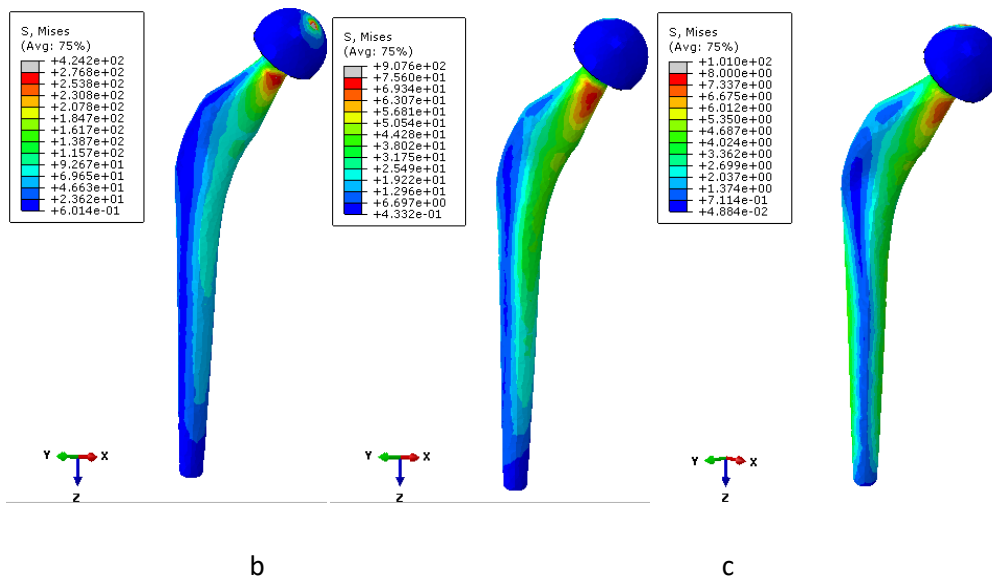 S, Mises
(Avg: 75%)
+4.242e+02
+2.768e+02
+2.538e+02
+2.308e+02
+2.078e+02
+1.847e+02
+1.617e+02
+1.387e+02
+1.157e+02
+9.267e+01
+6.965e+01
+4.663e+01
+2.362e+01
+6.014e-01
Y X
Z
S, Mises
(Avg: 75%)
+9.076e+02
+7.560e+01
+6.934e+01
+6.307e+01
+5.681e+01
+5.054e+01
+4.428e+01
+3.802e+01
+3.175e+01
+2.549e+01
+1.922e+01
+1.296e+01
+6.697e+00
+4.332e-01
Y X
Z
S, Mises
(Avg: 75%)
+1.010e+02
+8.000e+00
+7.337e+00
+6.675e+00
+6.012e+00
+5.350e+00
+4.687e+00
+4.024e+00
+3.362e+00
+2.699e+00
+2.037e+00
+1.374e+00
+7.114e-01
+4.884e-02
Y X
Z
b c